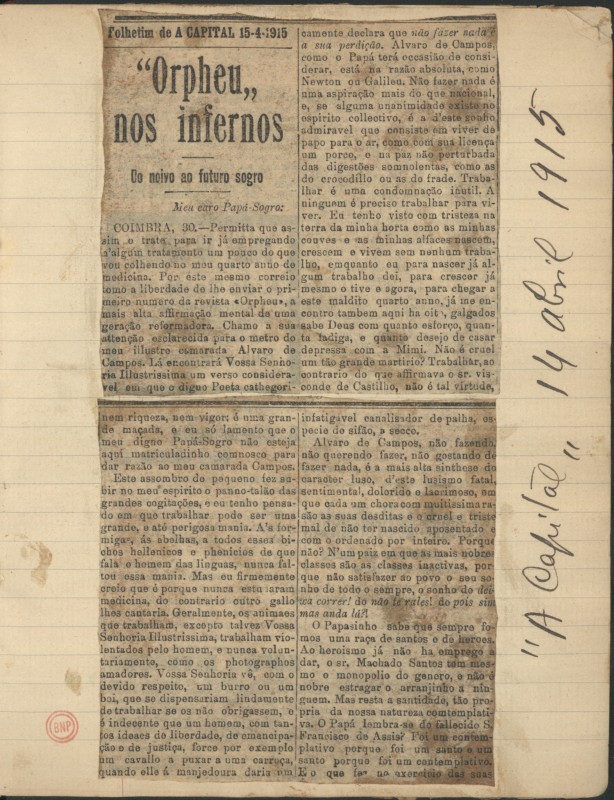 Folhetim de A CAPITAL 15-4-1915
"Orpheu„
nos infernos
Do noivo ao futuro sogro
Meu caro Papá-Sogro:
COIMBRA, 30.—Permitta que as-
sim o trate, para ir já empregando
n'algum tratamento um pouco do que
vou colhendo no meu quarto anno de
medicina. Por este mesmo correio
tomo a liberdade de lhe enviar o pri-
meiro numero da revista «Orpheu», a
mais alta affirmação mental de uma
geração reformadora. Chamo a sua
attenção esclarecida para o metro do
meu illustre camarada Alvaro de
Campos. Lá encontrará Vossa Senho-
ria Illustrissima um verso considera-
vel em que o digno Poeta cathegori-
camente declara que não fazer nada é
a sua perdição. Alvaro de Campos,
como o Papá terá occasião de consi-
derar, está na razão absoluta, como
Newton ou Galileu. Não fazer nada é
uma aspiração mais do que nacional,
e, se alguma unanimidade existe no
espirito collectivo, é a d'este sonho
admiravel que consiste em viver de
papo para o ar, como com sua licença
um porco, e na paz não perturbada
das digestões somnolentas, como as
do crocodillo ou as do frade. Traba-
lhar é uma condemnação inutil. A
ninguem é preciso trabalhar para vi-
ver. Eu tenho visto com tristeza na
terra da minha horta como as minhas
couves e as minhas alfaces nascem,
crescem e vivem sem nenhum traba-
lho, emquanto eu para nascer já al-
gum trabalho dei, para crescer já
mesmo o tive e agora, para chegar a
este maldito quarto anno, já me en-
contro tambem aqui ha oito, galgados
sabe Deus com quanto esforço, quan-
ta fadiga, e quanto desejo de casar
depressa com a Mimi. Não é cruel
um tão grande martirio? Trabalhar, ao
contrario do que affirmava o sr. vis-
conde de Castilho, não é tal virtude,
nem riqueza, nem vigor; é uma gran-
de maçada, e eu só lamento que o
meu digno Papá-Sogro não esteja
aqui matriculadinho comnosco para
dar razão ao meu camarada Campos.
Este assombro de pequeno fez su-
bir no meu espirito o panno-talão das
grandes cogitações, e eu tenho pensa-
do em que trabalhar póde ser uma
grande, e até perigosa mania. A's for-
migas, ás abelhas, a todos esses bi-
chos hellenicos e phenicios de que
fala o homem das linguas, nunca fal-
tou essa mania. Mas eu firmemente
creio que é porque nunca estudaram
medicina, do contrario outro gallo
lhes cantaria. Geralmente, os animaes
que trabalham, excepto talvez Vossa
Senhoria Illustrissima, trabalham vio-
lentados pelo homem, e nunca volun-
tariamente, como os photographos
amadores. Vossa Senhoria vê, com o
devido respeito, um burro ou um
boi, que se dispensariam lindamente
de trabalhar se os não obrigassem, e
é indecente que um homem, com tan-
tos ideaes de liberdade, de emancipa-
ção e de justiça, force por exemplo
um cavallo a puxar a uma carroça,
quando elle á manjedoura daria um
infatigavel canalisador de palha, es-
pecie de sifão, a secco.
Alvaro de Campos, não fazendo,
não querendo fazer, não gostando de
fazer nada, é a mais alta sinthese do
caracter luso, d'este lusismo fatal,
sentimental, dolorido e lacrimoso, em
que cada um chora com muitissima ra-
são as suas desditas e o cruel e triste
mal de não ter nascido aposentado e
com o ordenado por inteiro. Porque
não? N'um paiz em que as mais nobres
classes são as classes inactivas, por
que não satisfazer ao povo o seu so-
nho de todo o sempre, o sonho do dei-
xa correr! do não te rales! do pois sim
mas anda lá?!
O Papasinho sabe que sempre fo-
mos uma raça de santos e de heroes.
Ao heroismo já não ha emprego a
dar, o sr. Machado Santos tem mes-
mo o monopolio do genero, e não é
nobre estragar o arranjinho a nin-
guem. Mas resta a santidade, tão pro-
pria da nossa natureza contemplati-
va. O Papá lembra-se do fallecido S.
Francisco de Assis? Foi um contem-
plativo porque foi um santo e um
santo porque foi um contemplativo.
E o que fez no exercicio das suas
"A Capital" 14 abril 1915
BNP